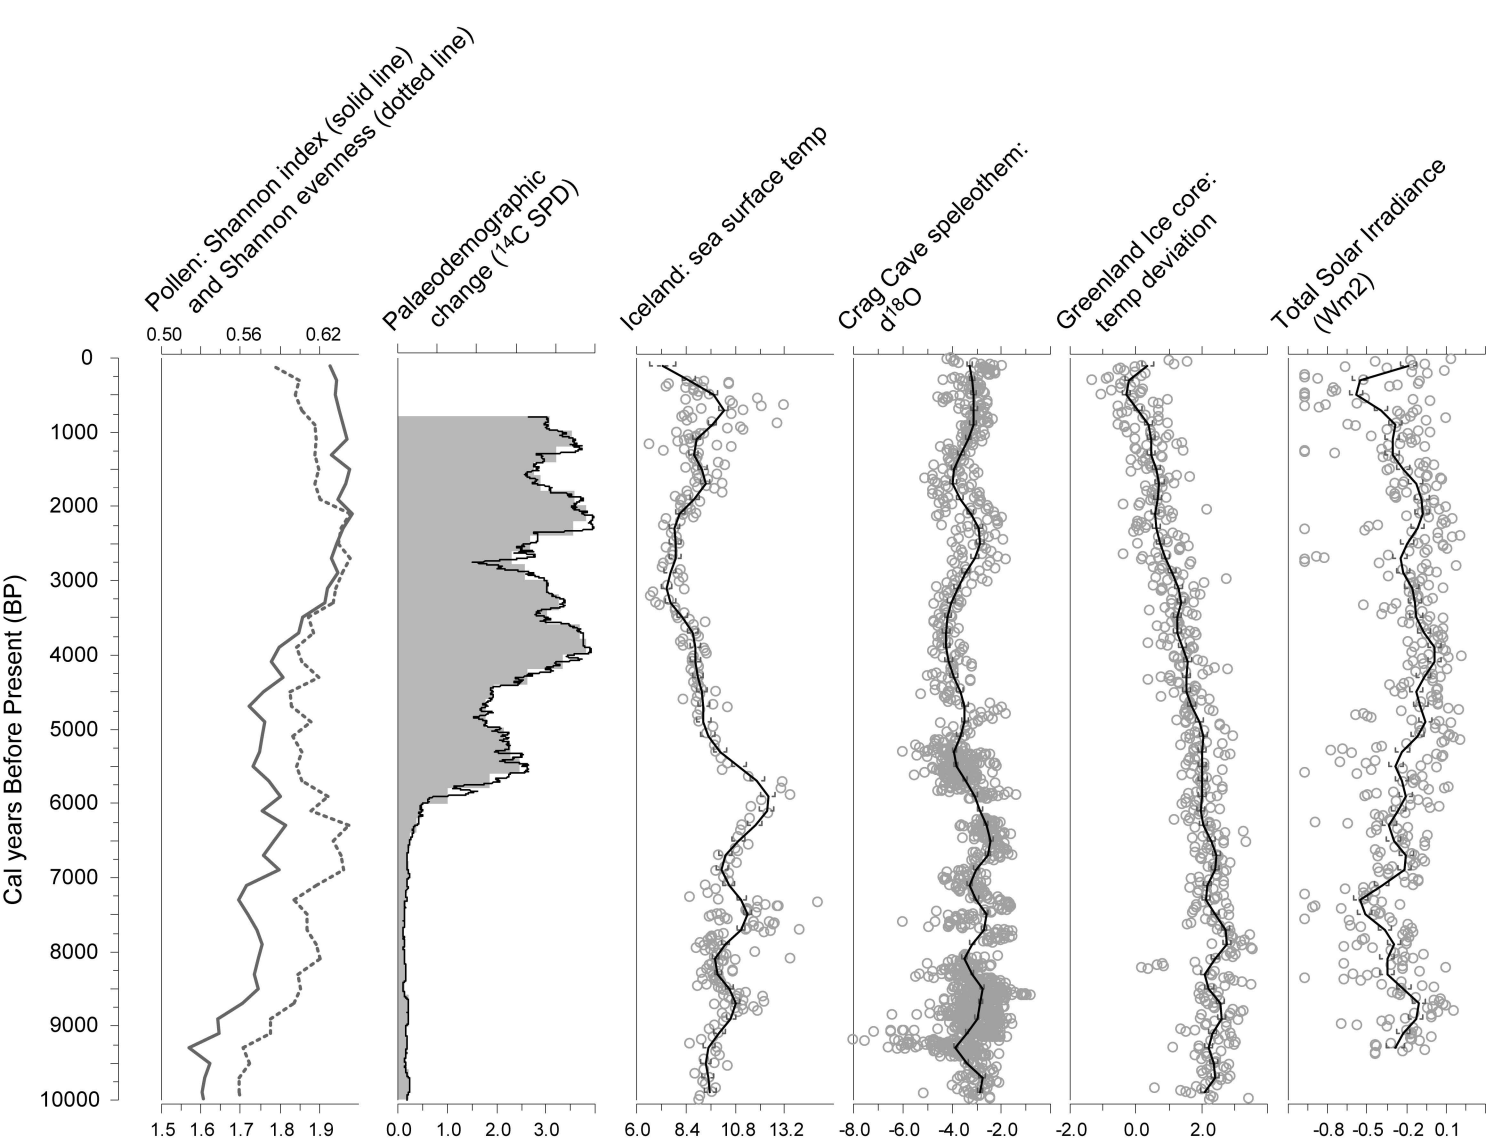 Pollen: Shannon index (solid line)
and Shannon evenness (dotted line)
Palaeodemographic
change (¹⁴C SPD)
Iceland: sea surface temp
Crag Cave speleothem:
d¹⁸O
Greenland Ice core:
temp deviation
Total Solar Irradiance
(Wm2)
0.50 0.56 0.62
Cal years Before Present (BP)
0
1000
2000
3000
4000
5000
6000
7000
8000
9000
10000
1.5 1.6 1.7 1.8 1.9 0.0 1.0 2.0 3.0 6.0 8.4 10.8 13.2 -8.0 -6.0 -4.0 -2.0 -2.0 0.0 2.0 -0.8 -0.5 -0.2 0.1